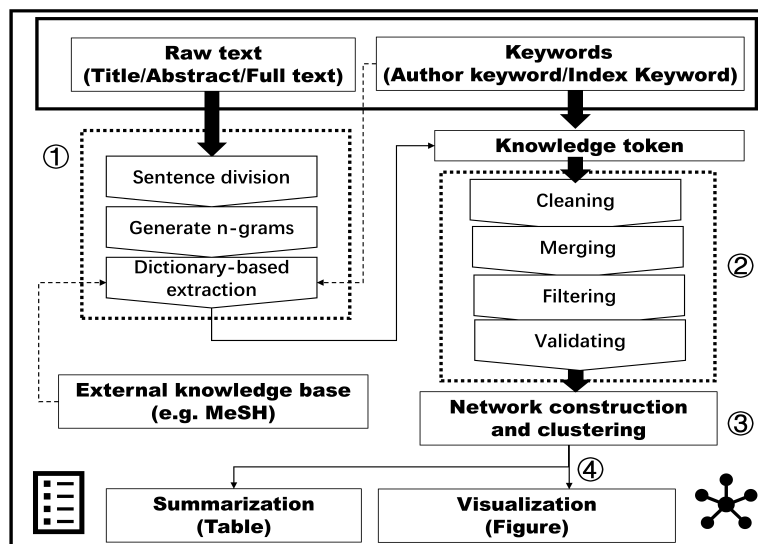 Raw text
(Title/Abstract/Full text)
Keywords
(Author keyword/Index Keyword)
①
Sentence division
Generate n-grams
Dictionary-based
extraction
Knowledge token
Cleaning
Merging
Filtering
Validating
②
External knowledge base
(e.g. MeSH)
Network construction
and clustering
③
④
Summarization
(Table)
Visualization
(Figure)